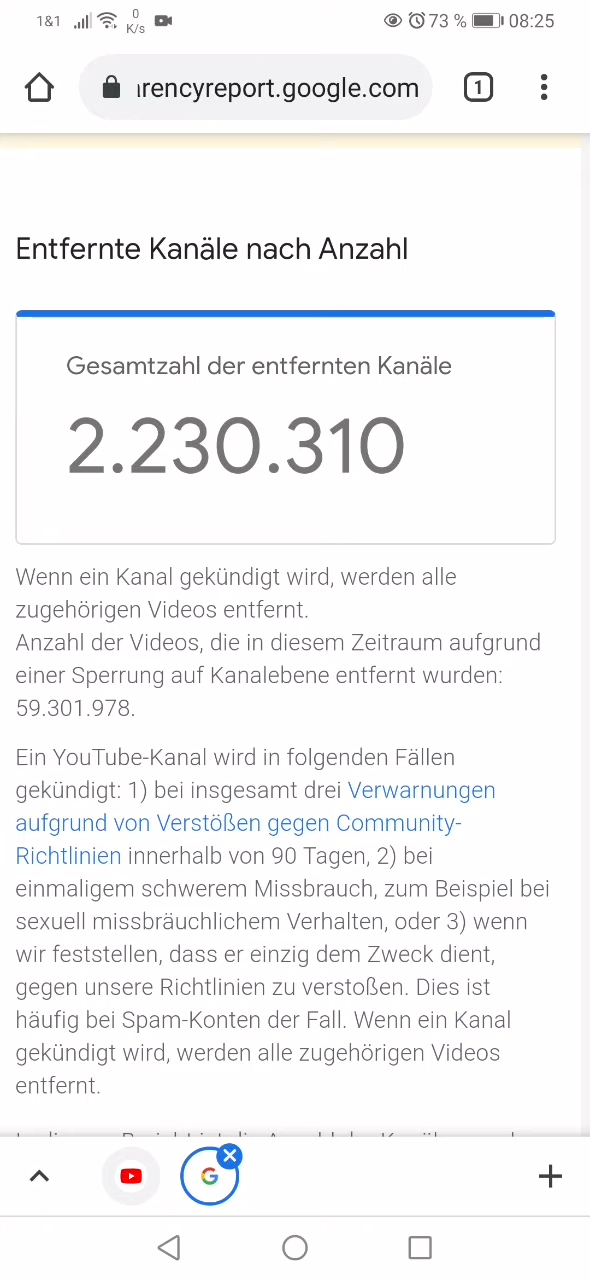 1&1 0 K/s 73 % 08:25
ırencyreport.google.com 1
Entfernte Kanäle nach Anzahl
Gesamtzahl der entfernten Kanäle
2.230.310
Wenn ein Kanal gekündigt wird, werden alle
zugehörigen Videos entfernt.
Anzahl der Videos, die in diesem Zeitraum aufgrund
einer Sperrung auf Kanalebene entfernt wurden:
59.301.978.
Ein YouTube-Kanal wird in folgenden Fällen
gekündigt: 1) bei insgesamt drei Verwarnungen
aufgrund von Verstößen gegen Community-
Richtlinien innerhalb von 90 Tagen, 2) bei
einmaligem schwerem Missbrauch, zum Beispiel bei
sexuell missbräuchlichem Verhalten, oder 3) wenn
wir feststellen, dass er einzig dem Zweck dient,
gegen unsere Richtlinien zu verstoßen. Dies ist
häufig bei Spam-Konten der Fall. Wenn ein Kanal
gekündigt wird, werden alle zugehörigen Videos
entfernt.